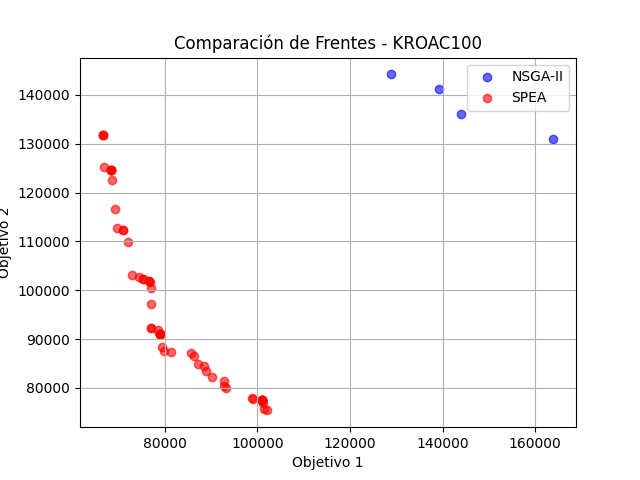 Comparación de Frentes - KROAC100
NSGA-II
SPEA
Objetivo 2
140000
130000
120000
110000
100000
90000
80000
80000 100000 120000 140000 160000
Objetivo 1